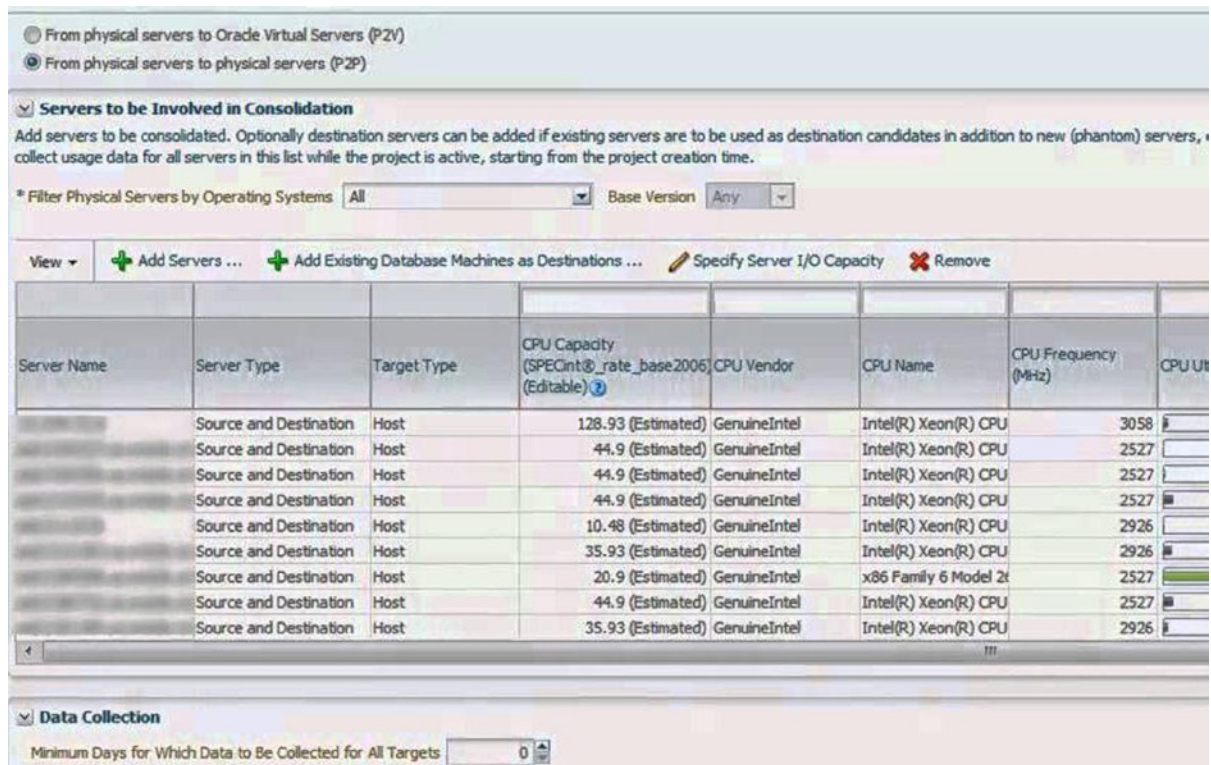 From physical servers to Oracle Virtual Servers (P2V)
From physical servers to physical servers (P2P)
Servers to be Involved in Consolidation
Add servers to be consolidated. Optionally destination servers can be added if existing servers are to be used as destination candidates in addition to new (phantom) servers,
collect usage data for all servers in this list while the project is active, starting from the project creation time.
* Filter Physical Servers by Operating Systems All Base Version Any
View Add Servers ... Add Existing Database Machines as Destinations ... Specify Server I/O Capacity Remove
Server Name Server Type Target Type CPU Capacity (SPECint®_rate_base2006) (Editable) CPU Vendor CPU Name CPU Frequency (MHz) CPU Ut
Source and Destination Host 128.93 (Estimated) GenuineIntel Intel(R) Xeon(R) CPU 3058
Source and Destination Host 44.9 (Estimated) GenuineIntel Intel(R) Xeon(R) CPU 2527
Source and Destination Host 44.9 (Estimated) GenuineIntel Intel(R) Xeon(R) CPU 2527
Source and Destination Host 44.9 (Estimated) GenuineIntel Intel(R) Xeon(R) CPU 2527
Source and Destination Host 10.48 (Estimated) GenuineIntel Intel(R) Xeon(R) CPU 2926
Source and Destination Host 35.93 (Estimated) GenuineIntel Intel(R) Xeon(R) CPU 2926
Source and Destination Host 20.9 (Estimated) GenuineIntel x86 Family 6 Model 26 2527
Source and Destination Host 44.9 (Estimated) GenuineIntel Intel(R) Xeon(R) CPU 2527
Source and Destination Host 35.93 (Estimated) GenuineIntel Intel(R) Xeon(R) CPU 2926
Data Collection
Minimum Days for Which Data to Be Collected for All Targets 0